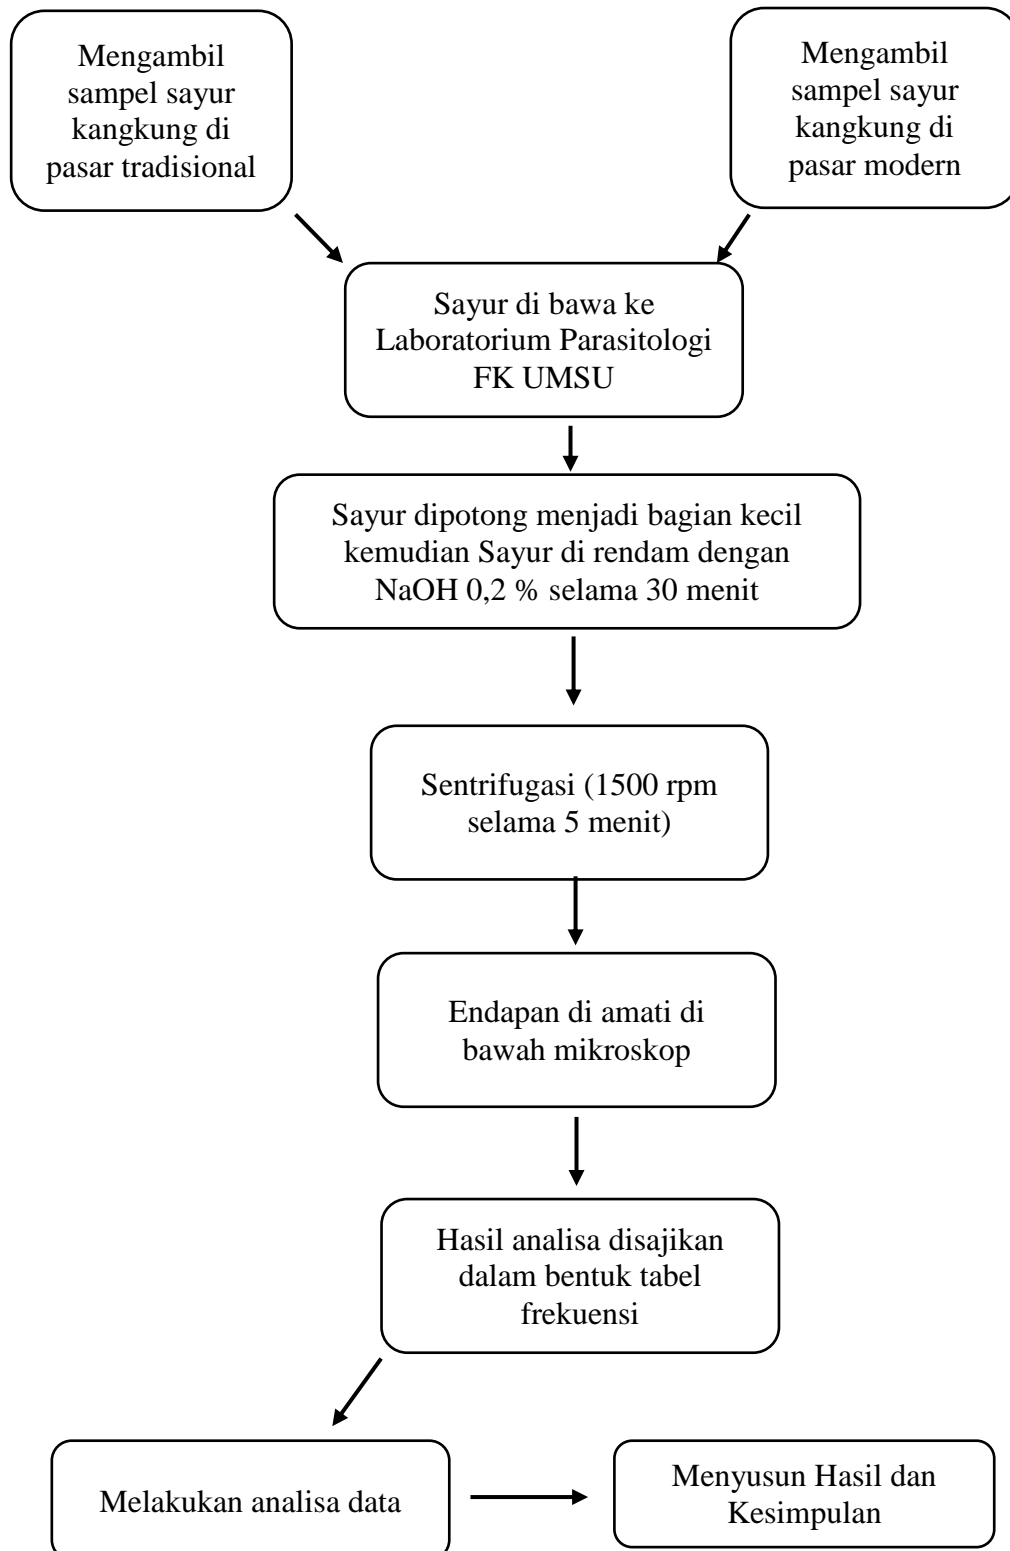 Mengambil
sampel sayur
kangkung di
pasar tradisional
Mengambil
sampel sayur
kangkung di
pasar modern
Sayur di bawa ke
Laboratorium Parasitologi
FK UMSU
Sayur dipotong menjadi bagian kecil
kemudian Sayur di rendam dengan
NaOH 0,2 % selama 30 menit
Sentrifugasi (1500 rpm
selama 5 menit)
Endapan di amati di
bawah mikroskop
Hasil analisa disajikan
dalam bentuk tabel
frekuensi
Melakukan analisa data
Menyusun Hasil dan
Kesimpulan